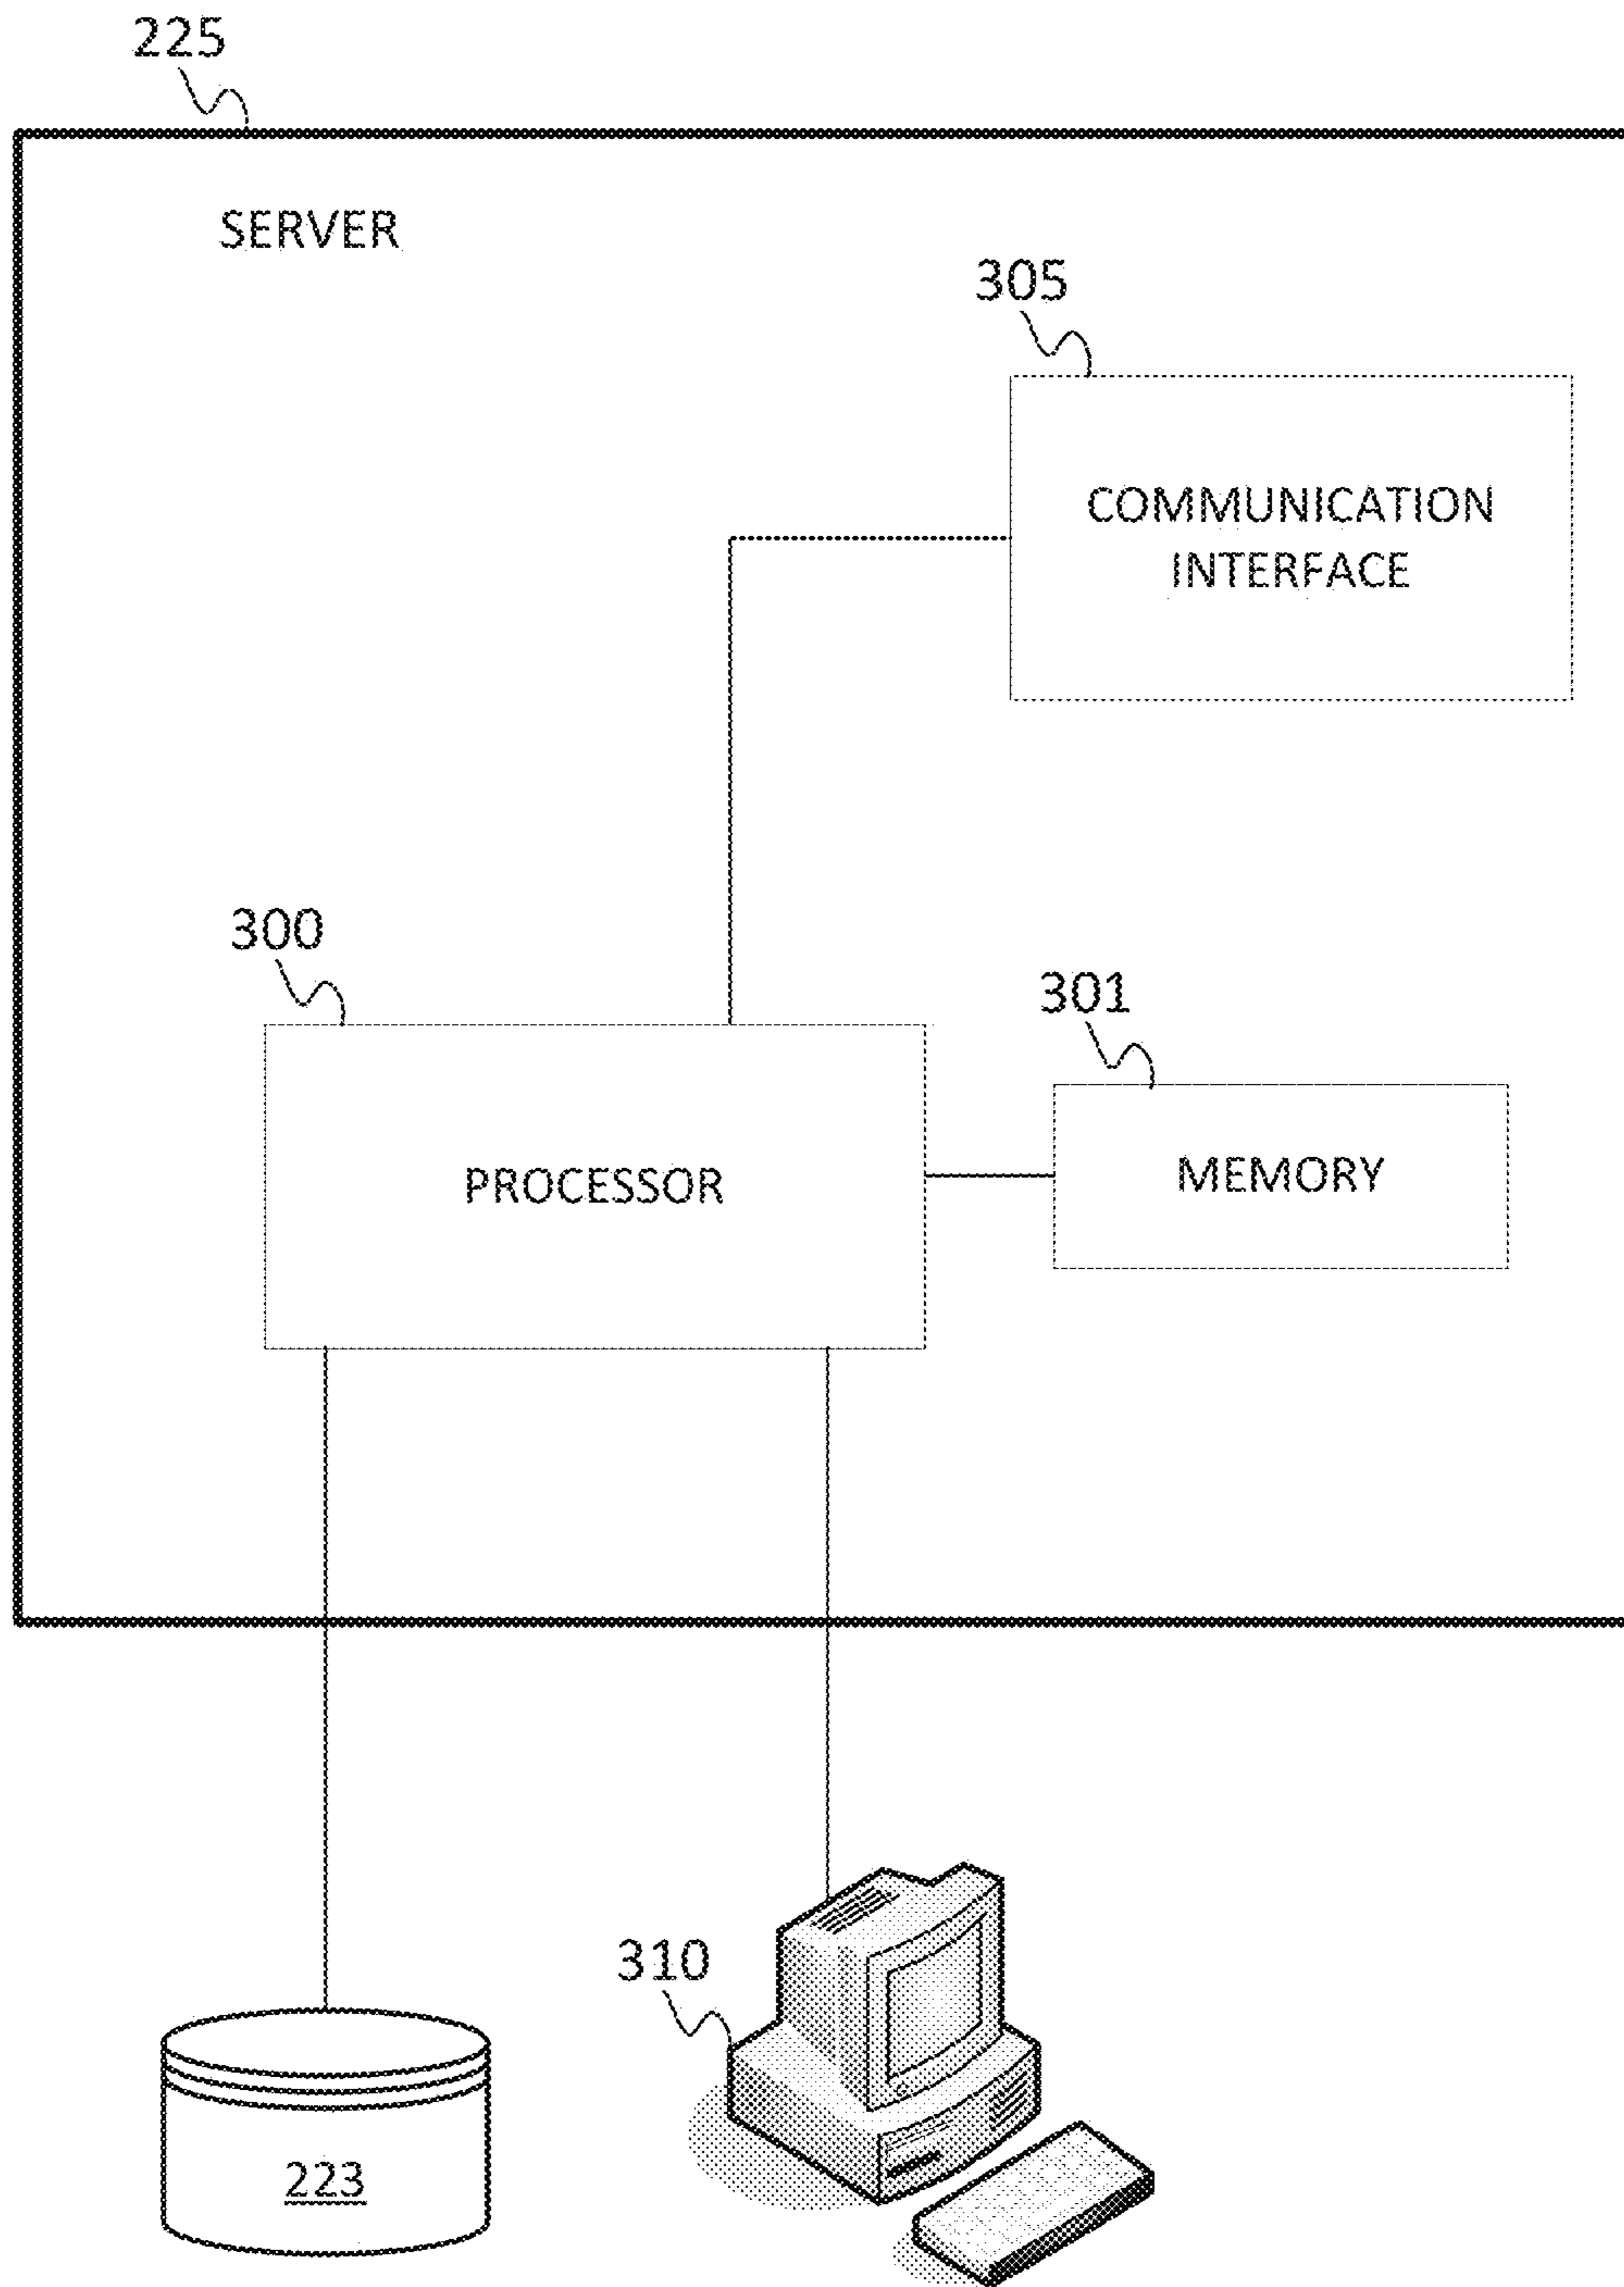 225
SERVER
305
COMMUNICATION
INTERFACE
300
301
PROCESSOR
MEMORY
310
223